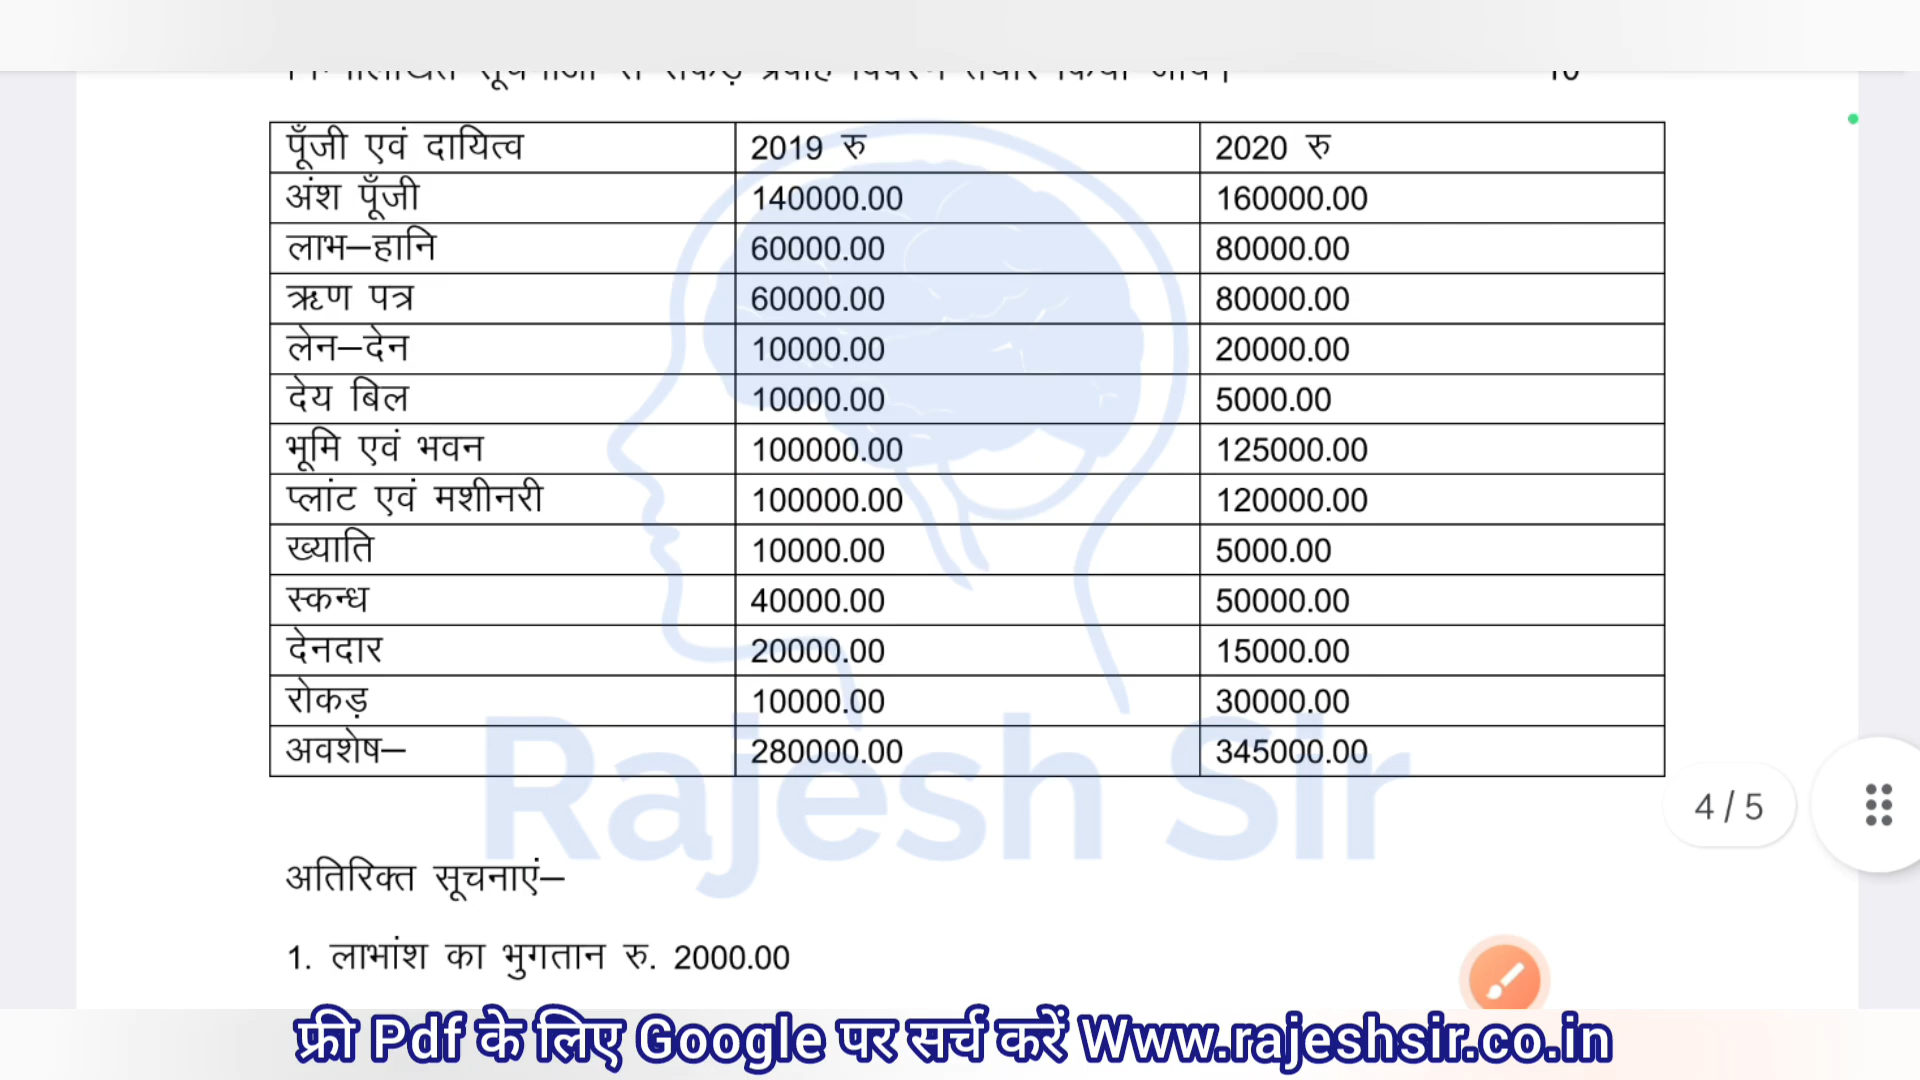 पूँजी एवं दायित्व 2019 रु 2020 रु
अंश पूँजी 140000.00 160000.00
लाभ–हानि 60000.00 80000.00
ऋण पत्र 60000.00 80000.00
लेन–देन 10000.00 20000.00
देय बिल 10000.00 5000.00
भूमि एवं भवन 100000.00 125000.00
प्लांट एवं मशीनरी 100000.00 120000.00
ख्याति 10000.00 5000.00
स्कन्ध 40000.00 50000.00
देनदार 20000.00 15000.00
रोकड़ 10000.00 30000.00
अवशेष– 280000.00 345000.00
Rajesh Sir
4 / 5
अतिरिक्त सूचनाएं–
1. लाभांश का भुगतान रु. 2000.00
फ्री Pdf के लिए Google पर सर्च करें Www.rajeshsir.co.in